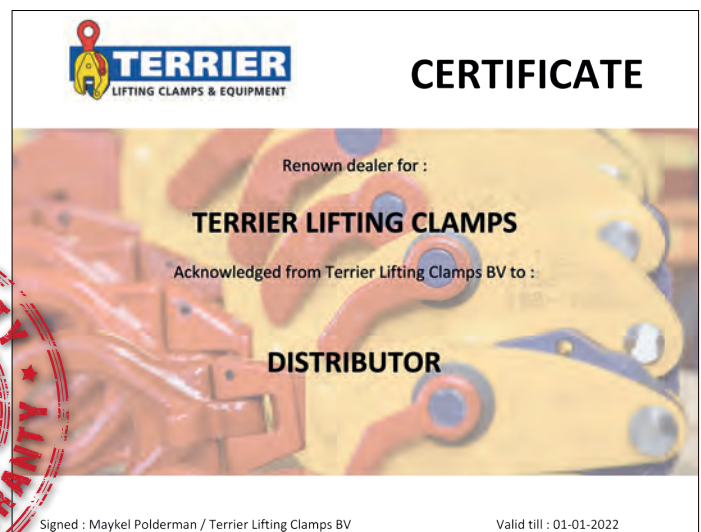 TERRIER
LIFTING CLAMPS & EQUIPMENT
CERTIFICATE
Renown dealer for :
TERRIER LIFTING CLAMPS
Acknowledged from Terrier Lifting Clamps BV to :
DISTRIBUTOR
Signed : Maykel Polderman / Terrier Lifting Clamps BV
Valid till : 01-01-2022